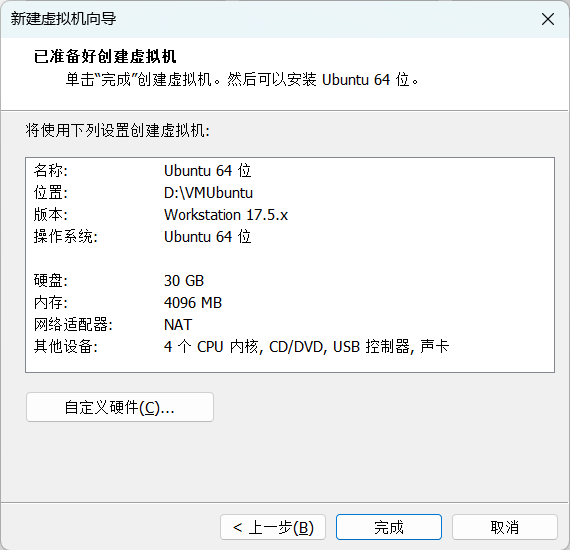 新建虚拟机向导
已准备好创建虚拟机
单击“完成”创建虚拟机。然后可以安装 Ubuntu 64 位。
将使用下列设置创建虚拟机:
名称: Ubuntu 64 位
位置: D:\VMUbuntu
版本: Workstation 17.5.x
操作系统: Ubuntu 64 位
硬盘: 30 GB
内存: 4096 MB
网络适配器: NAT
其他设备: 4 个 CPU 内核, CD/DVD, USB 控制器, 声卡
自定义硬件(C)...
< 上一步(B) 完成 取消